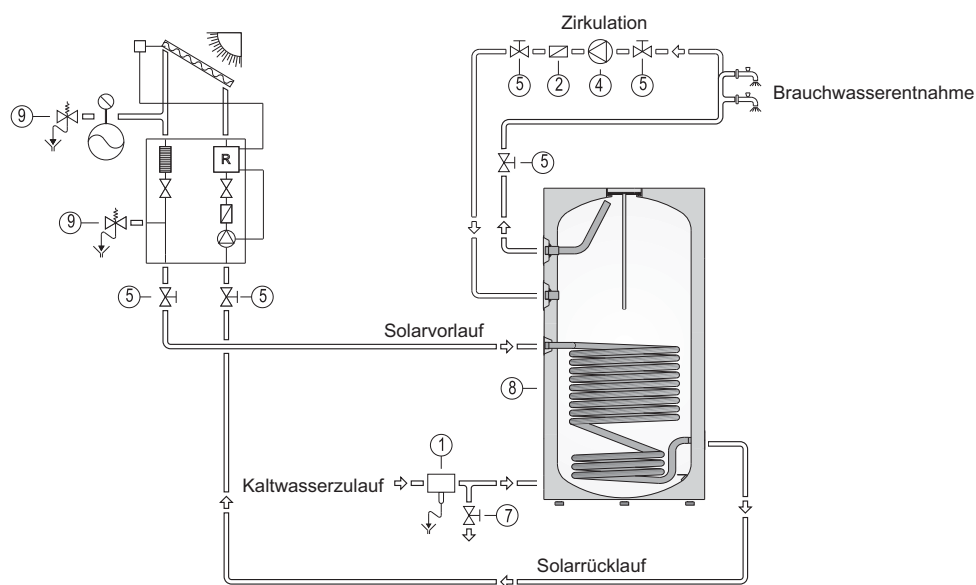 Zirkulation
5
2
4
5
Brauchwasserentnahme
9
R
5
9
5
5
Solarvorlauf
8
1
Kaltwasserzulauf
7
Solarrücklauf